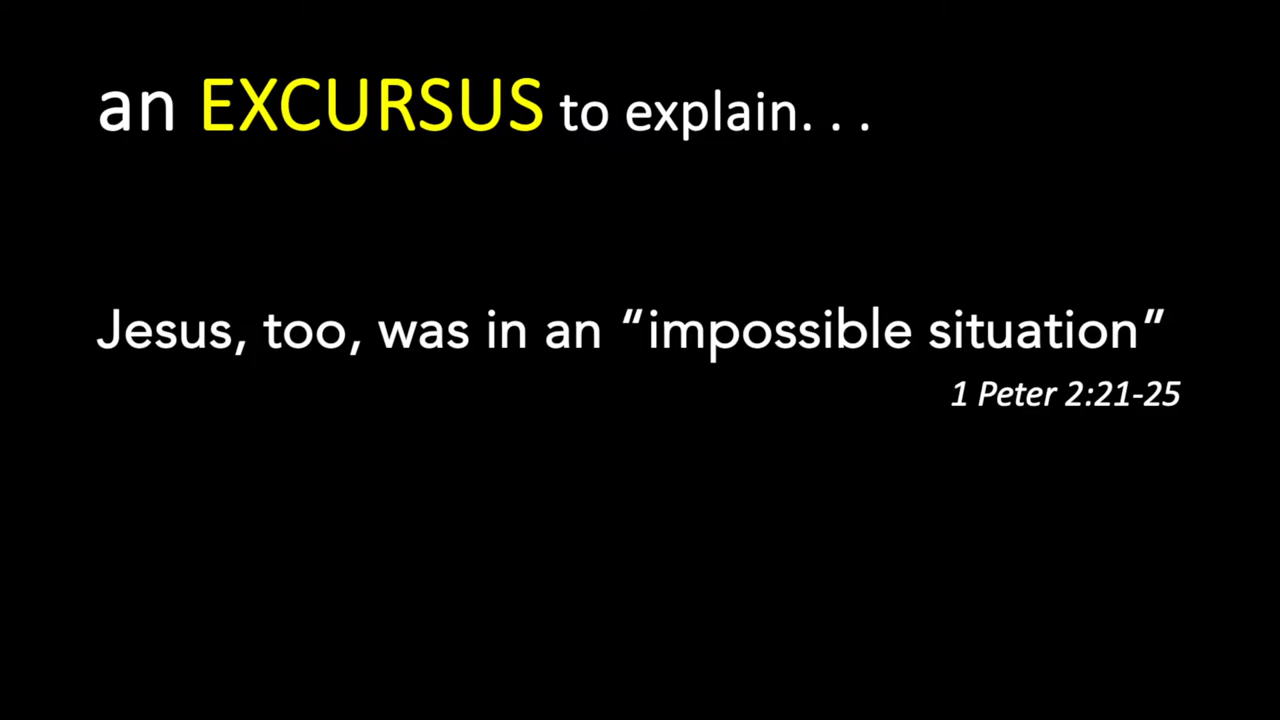 an EXCURSUS to explain. . .
Jesus, too, was in an “impossible situation”
1 Peter 2:21-25